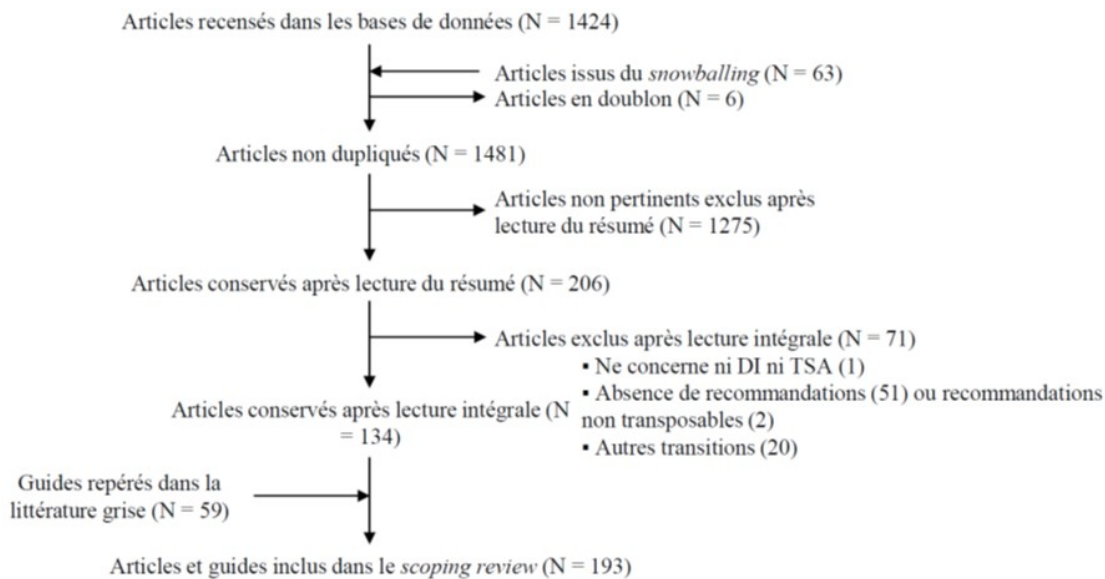 Articles recensés dans les bases de données (N = 1424)
Articles issus du snowballing (N = 63)
Articles en doublon (N = 6)
Articles non dupliqués (N = 1481)
Articles non pertinents exclus après
lecture du résumé (N = 1275)
Articles conservés après lecture du résumé (N = 206)
Articles exclus après lecture intégrale (N = 71)
▪ Ne concerne ni DI ni TSA (1)
▪ Absence de recommandations (51) ou recommandations
non transposables (2)
▪ Autres transitions (20)
Articles conservés après lecture intégrale (N
= 134)
Guides repérés dans la
littérature grise (N = 59)
Articles et guides inclus dans le scoping review (N = 193)